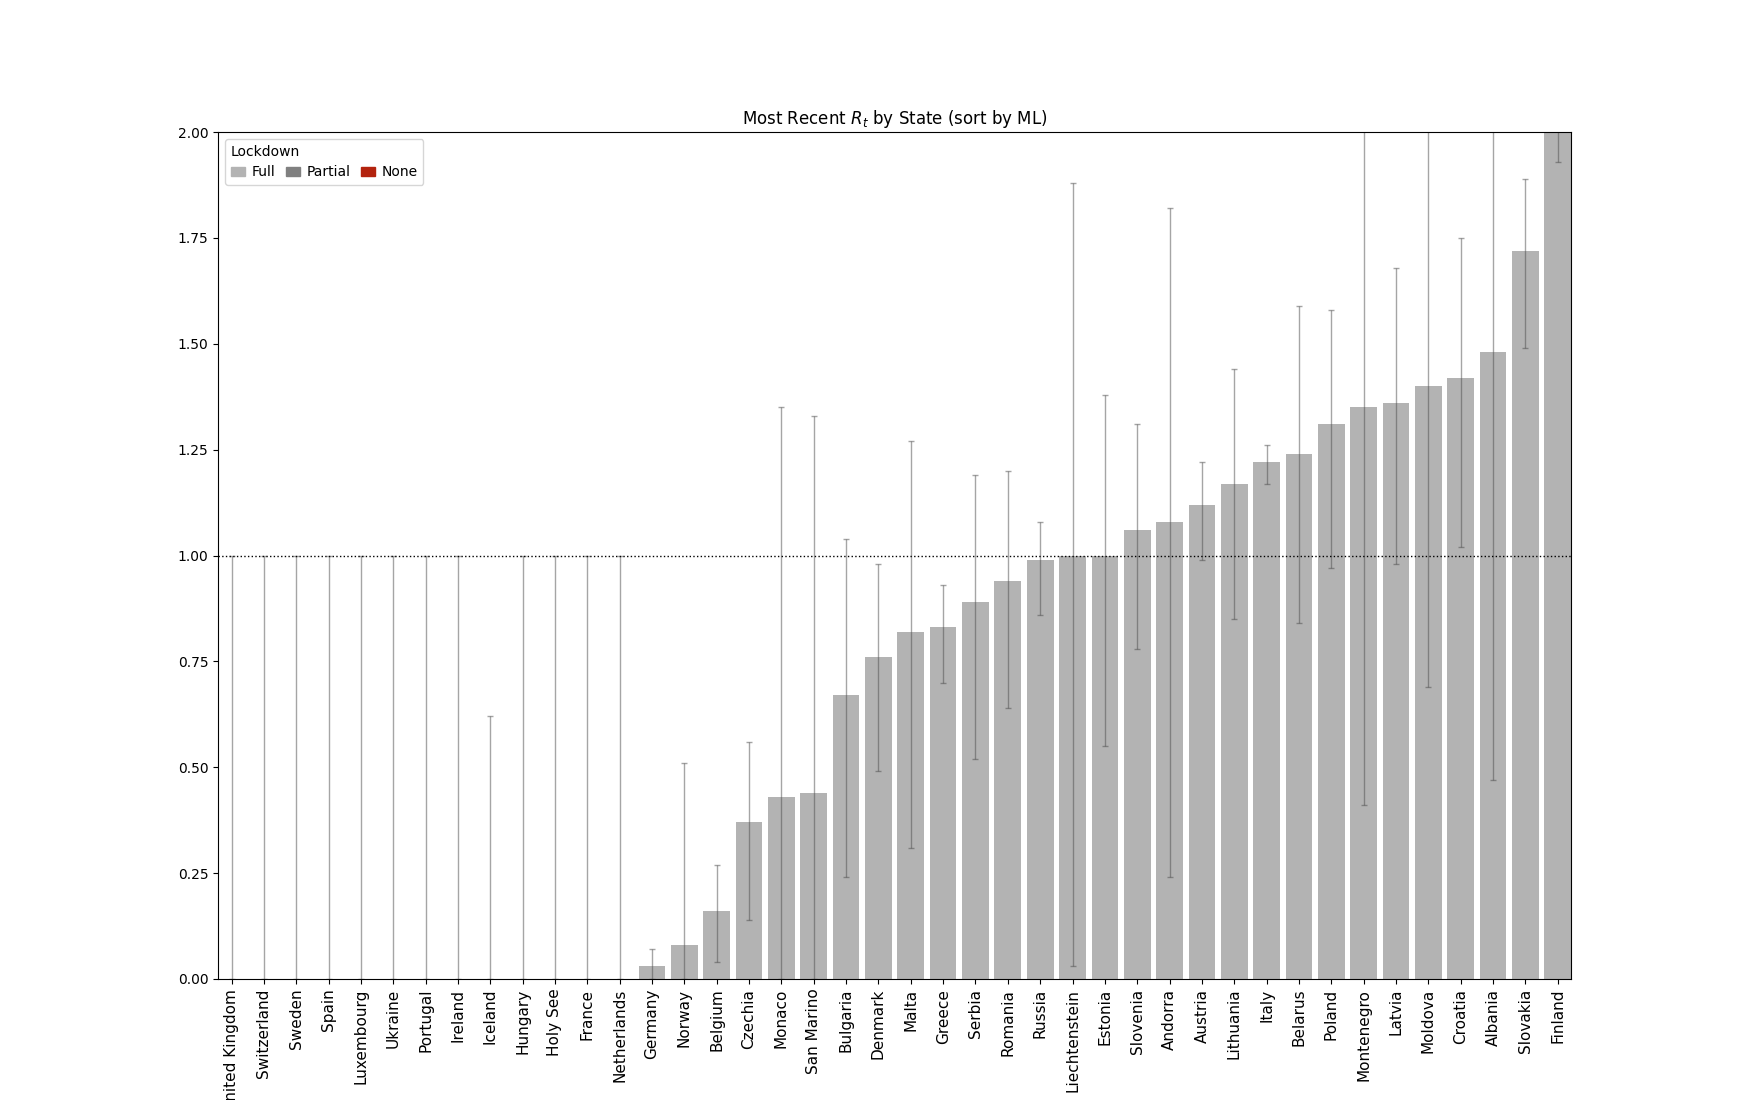 Most Recent R_t by State (sort by ML)
2.00
Lockdown
Full Partial None
1.75
1.50
1.25
1.00
0.75
0.50
0.25
0.00
nited Kingdom
Switzerland
Sweden
Spain
Luxembourg
Ukraine
Portugal
Ireland
Iceland
Hungary
Holy See
France
Netherlands
Germany
Norway
Belgium
Czechia
Monaco
San Marino
Bulgaria
Denmark
Malta
Greece
Serbia
Romania
Russia
Liechtenstein
Estonia
Slovenia
Andorra
Austria
Lithuania
Italy
Belarus
Poland
Montenegro
Latvia
Moldova
Croatia
Albania
Slovakia
Finland